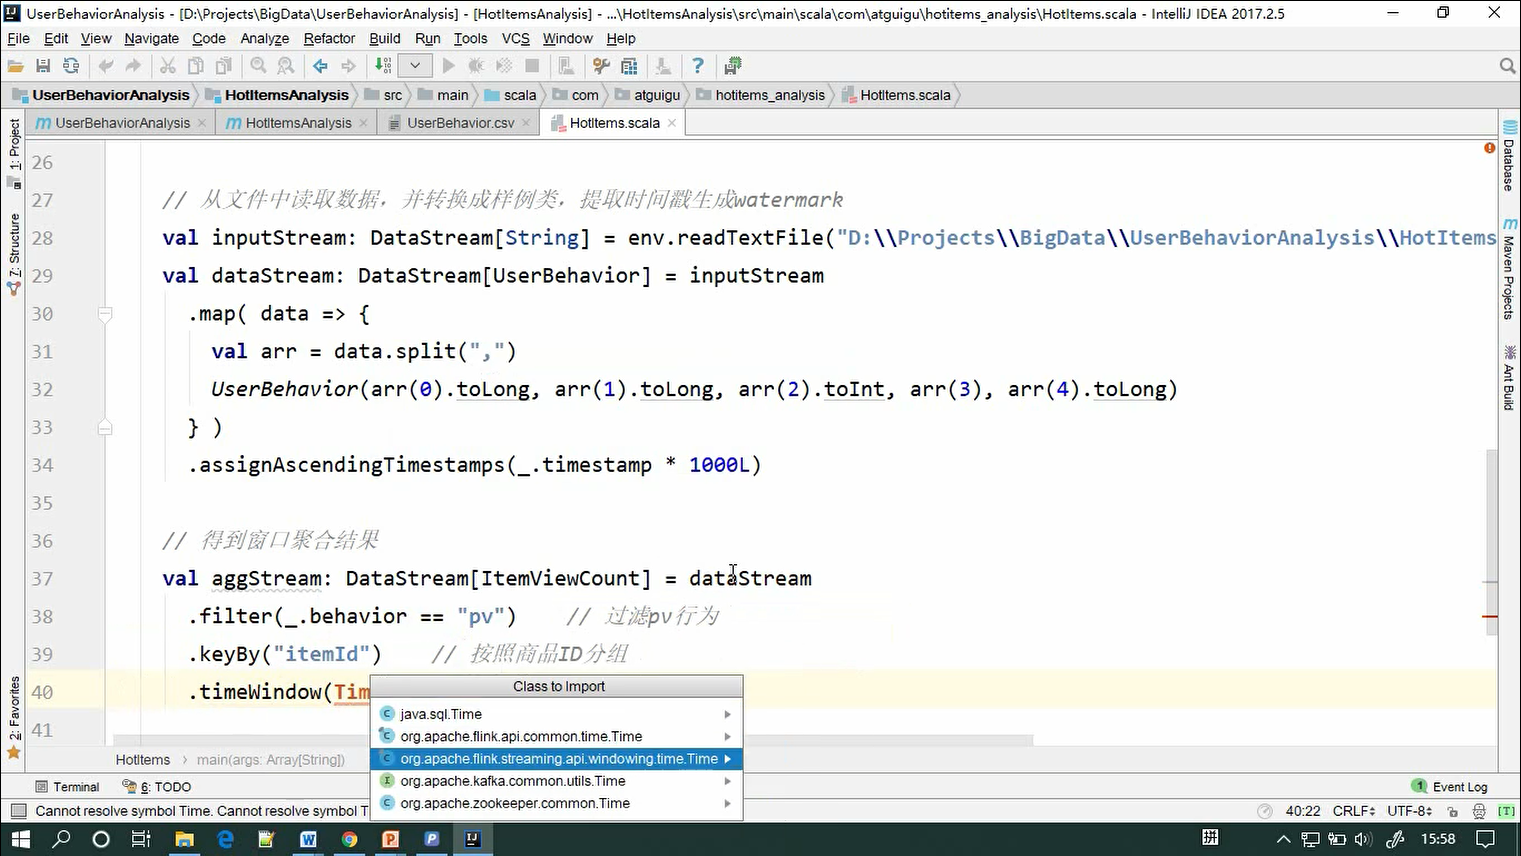 UserBehaviorAnalysis - [D:\Projects\BigData\UserBehaviorAnalysis] - [HotItemsAnalysis] - ...\HotItemsAnalysis\src\main\scala\com\atguigu\hotitems_analysis\HotItems.scala - IntelliJ IDEA 2017.2.5
File Edit View Navigate Code Analyze Refactor Build Run Tools VCS Window Help
UserBehaviorAnalysis HotItemsAnalysis src main scala com atguigu hotitems_analysis HotItems.scala
UserBehaviorAnalysis HotItemsAnalysis UserBehavior.csv HotItems.scala
1: Project
7: Structure
2: Favorites
Database
Maven Projects
Ant Build
26
27 // 从文件中读取数据，并转换成样例类，提取时间戳生成watermark
28 val inputStream: DataStream[String] = env.readTextFile("D:\\Projects\\BigData\\UserBehaviorAnalysis\\HotItems
29 val dataStream: DataStream[UserBehavior] = inputStream
30 .map( data => {
31 val arr = data.split(",")
32 UserBehavior(arr(0).toLong, arr(1).toLong, arr(2).toInt, arr(3), arr(4).toLong)
33 } )
34 .assignAscendingTimestamps(_.timestamp * 1000L)
35
36 // 得到窗口聚合结果
37 val aggStream: DataStream[ItemViewCount] = dataStream
38 .filter(_.behavior == "pv") // 过滤pv行为
39 .keyBy("itemId") // 按照商品ID分组
40 .timeWindow(Tim
41
Class to Import
java.sql.Time
org.apache.flink.api.common.time.Time
org.apache.flink.streaming.api.windowing.time.Time
org.apache.kafka.common.utils.Time
org.apache.zookeeper.common.Time
HotItems main(args: Array[String])
Terminal 6: TODO 1 Event Log
Cannot resolve symbol Time. Cannot resolve symbol T 40:22 CRLF UTF-8 [T]
拼 15:58